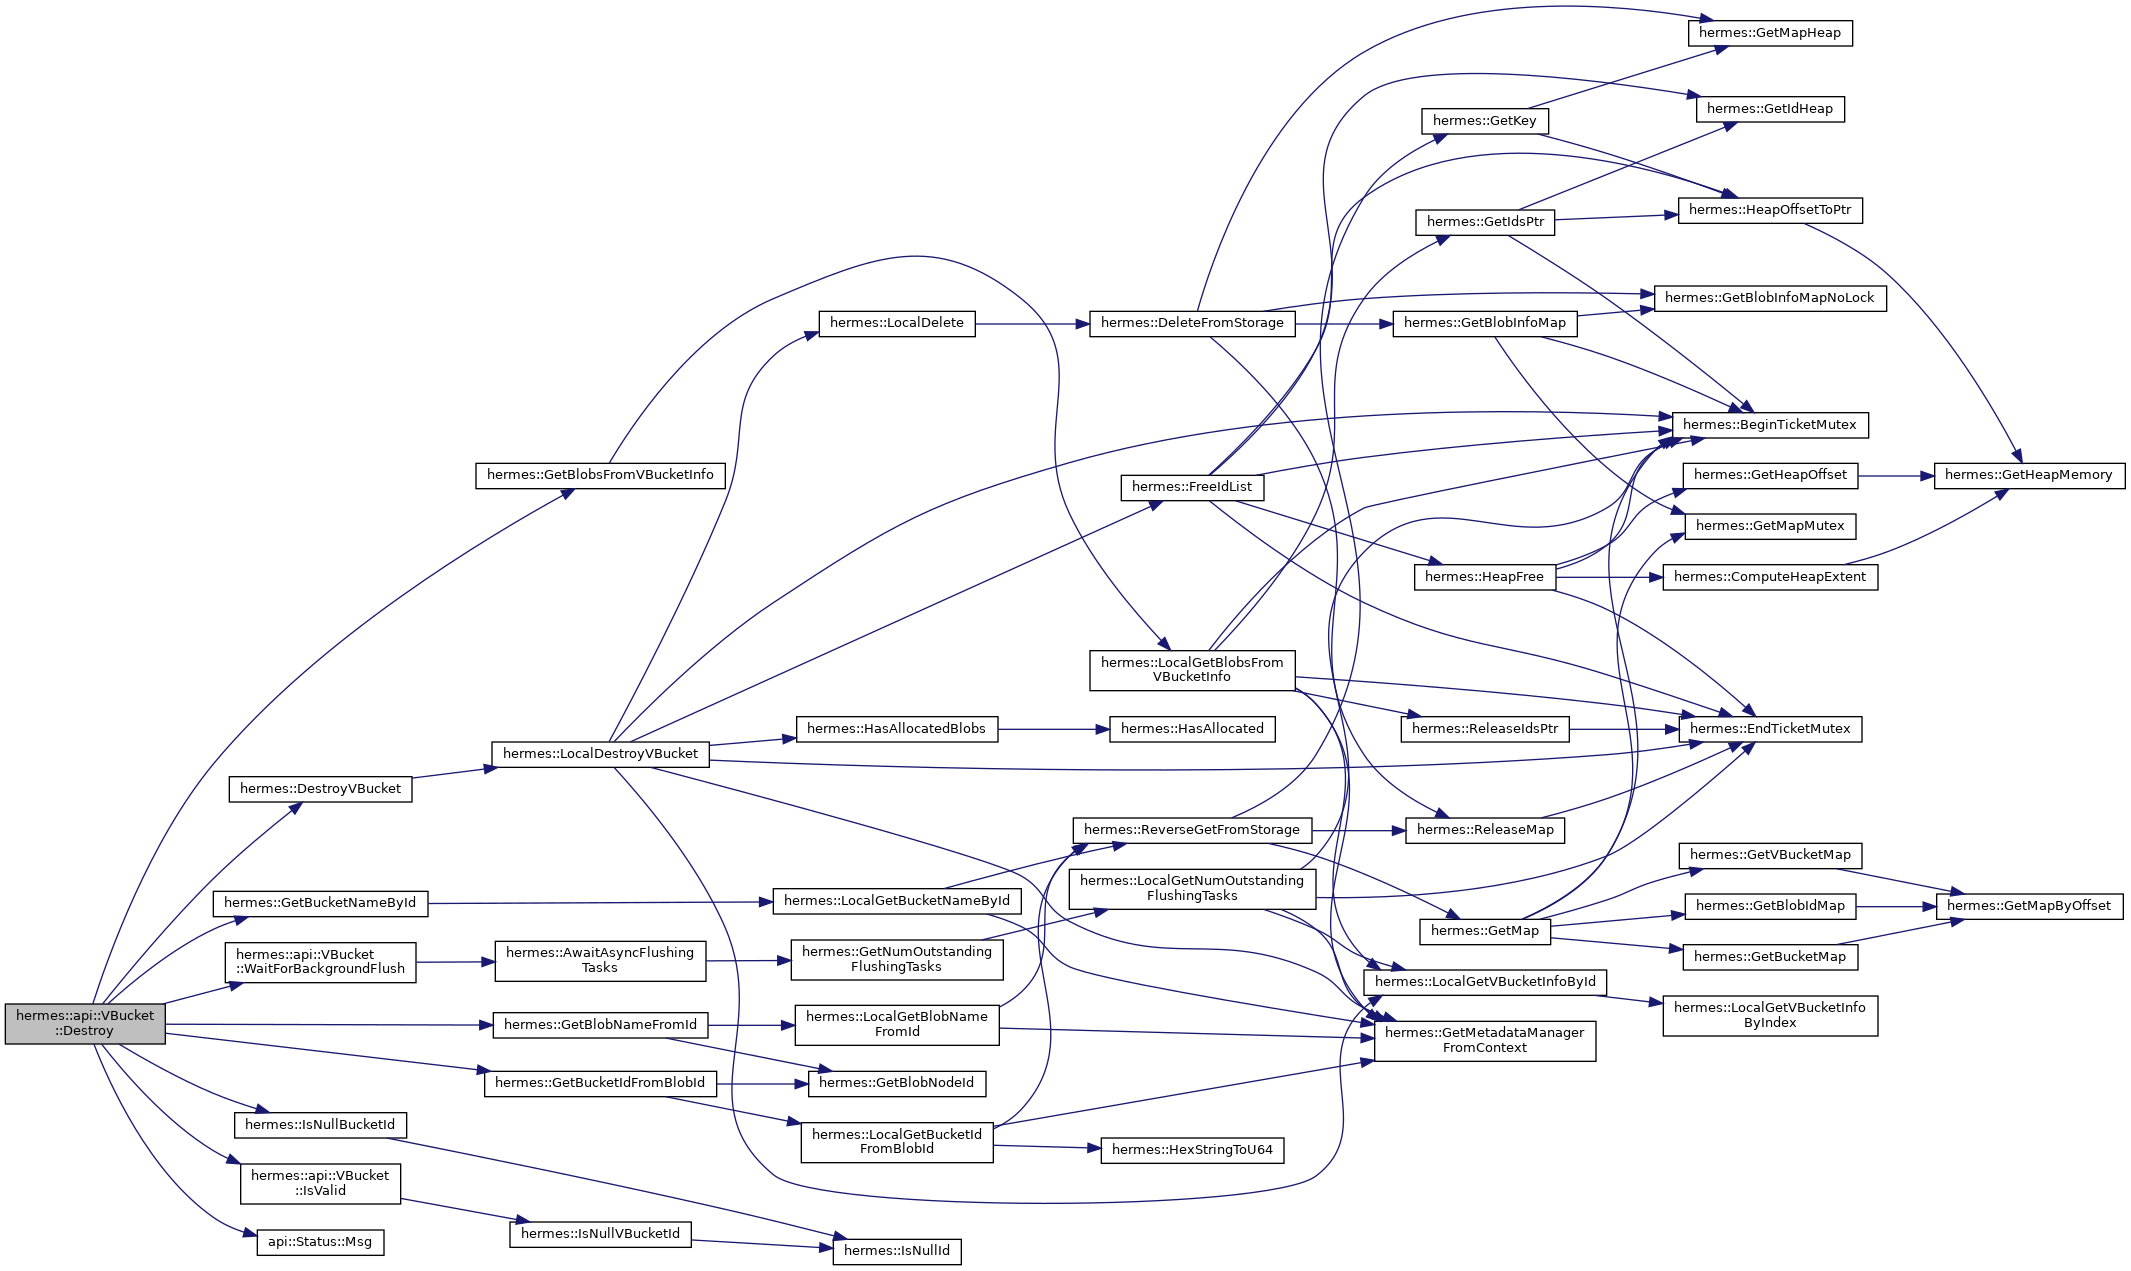 hermes::api::VBucket
::Destroy
hermes::GetBlobsFromVBucketInfo
hermes::DestroyVBucket
hermes::GetBucketNameById
hermes::api::VBucket
::WaitForBackgroundFlush
hermes::GetBlobNameFromId
hermes::GetBucketIdFromBlobId
hermes::IsNullBucketId
hermes::api::VBucket
::IsValid
api::Status::Msg
hermes::LocalDestroyVBucket
hermes::AwaitAsyncFlushing
Tasks
hermes::IsNullVBucketId
hermes::LocalDelete
hermes::HasAllocatedBlobs
hermes::LocalGetBucketNameById
hermes::GetNumOutstanding
FlushingTasks
hermes::LocalGetBlobName
FromId
hermes::GetBlobNodeId
hermes::LocalGetBucketId
FromBlobId
hermes::IsNullId
hermes::DeleteFromStorage
hermes::FreeIdList
hermes::LocalGetBlobsFrom
VBucketInfo
hermes::HasAllocated
hermes::ReverseGetFromStorage
hermes::LocalGetNumOutstanding
FlushingTasks
hermes::HexStringToU64
hermes::GetKey
hermes::GetIdsPtr
hermes::GetBlobInfoMap
hermes::HeapFree
hermes::ReleaseIdsPtr
hermes::ReleaseMap
hermes::GetMap
hermes::LocalGetVBucketInfoById
hermes::GetMetadataManager
FromContext
hermes::GetMapHeap
hermes::GetIdHeap
hermes::HeapOffsetToPtr
hermes::GetBlobInfoMapNoLock
hermes::BeginTicketMutex
hermes::GetHeapOffset
hermes::GetMapMutex
hermes::ComputeHeapExtent
hermes::EndTicketMutex
hermes::GetVBucketMap
hermes::GetBlobIdMap
hermes::GetBucketMap
hermes::LocalGetVBucketInfo
ByIndex
hermes::GetHeapMemory
hermes::GetMapByOffset